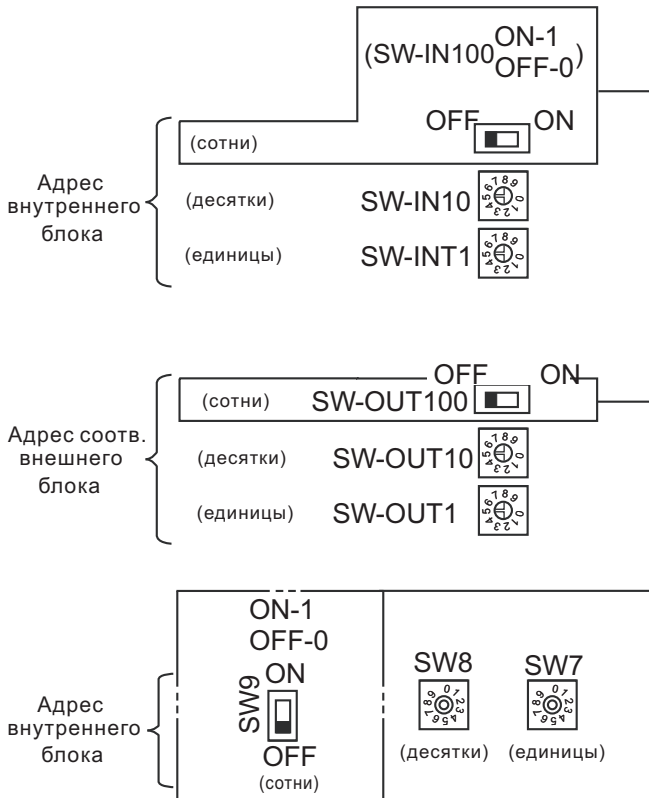 (SW-IN100 ON-1
OFF-0)
OFF ON
(сотни)
Адрес
внутреннего
блока
(десятки) SW-IN10
(единицы) SW-INT1
OFF ON
(сотни) SW-OUT100
Адрес соотв.
внешнего
блока
(десятки) SW-OUT10
(единицы) SW-OUT1
ON-1
OFF-0
ON
SW9
OFF
(сотни)
Адрес
внутреннего
блока
SW8 SW7
(десятки) (единицы)